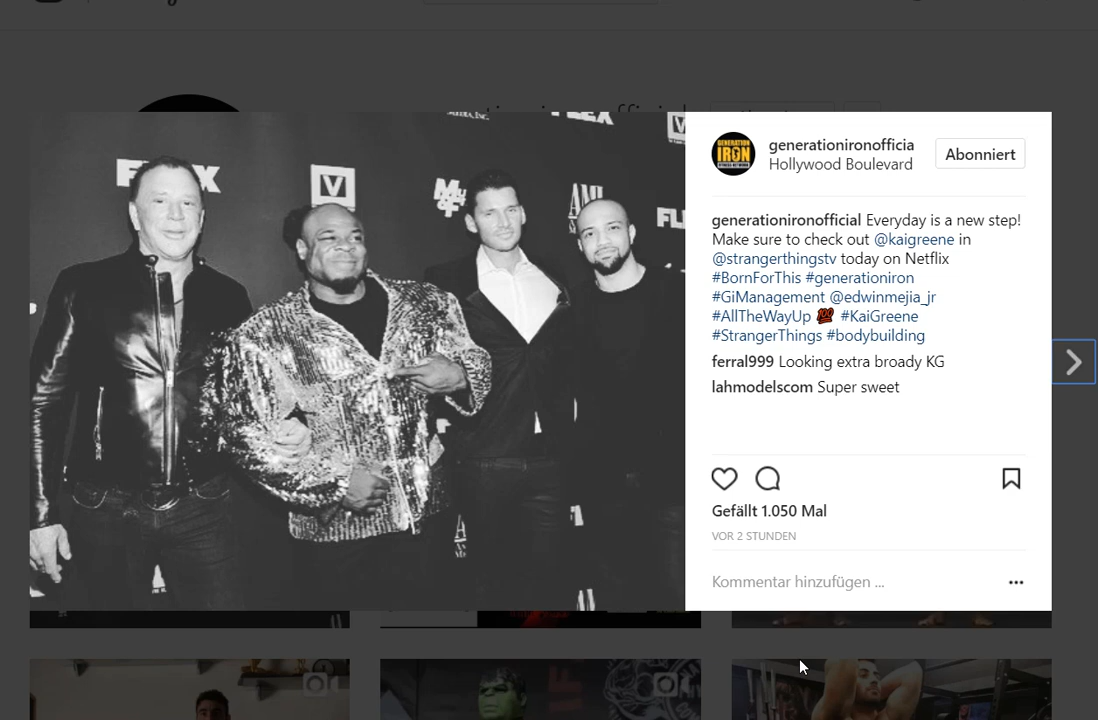 FLEX
V
M&F
AMI
FLEX
V
FL
GENERATION
IRON
generationironofficia
Hollywood Boulevard
Abonniert
generationironofficial Everyday is a new step!
Make sure to check out @kaigreene in
@strangerthingstv today on Netflix
#BornForThis #generationiron
#GiManagement @edwinmejia_jr
#AllTheWayUp 💯 #KaiGreene
#StrangerThings #bodybuilding
ferral999 Looking extra broady KG
lahmodelscom Super sweet
Gefällt 1.050 Mal
VOR 2 STUNDEN
Kommentar hinzufügen ...